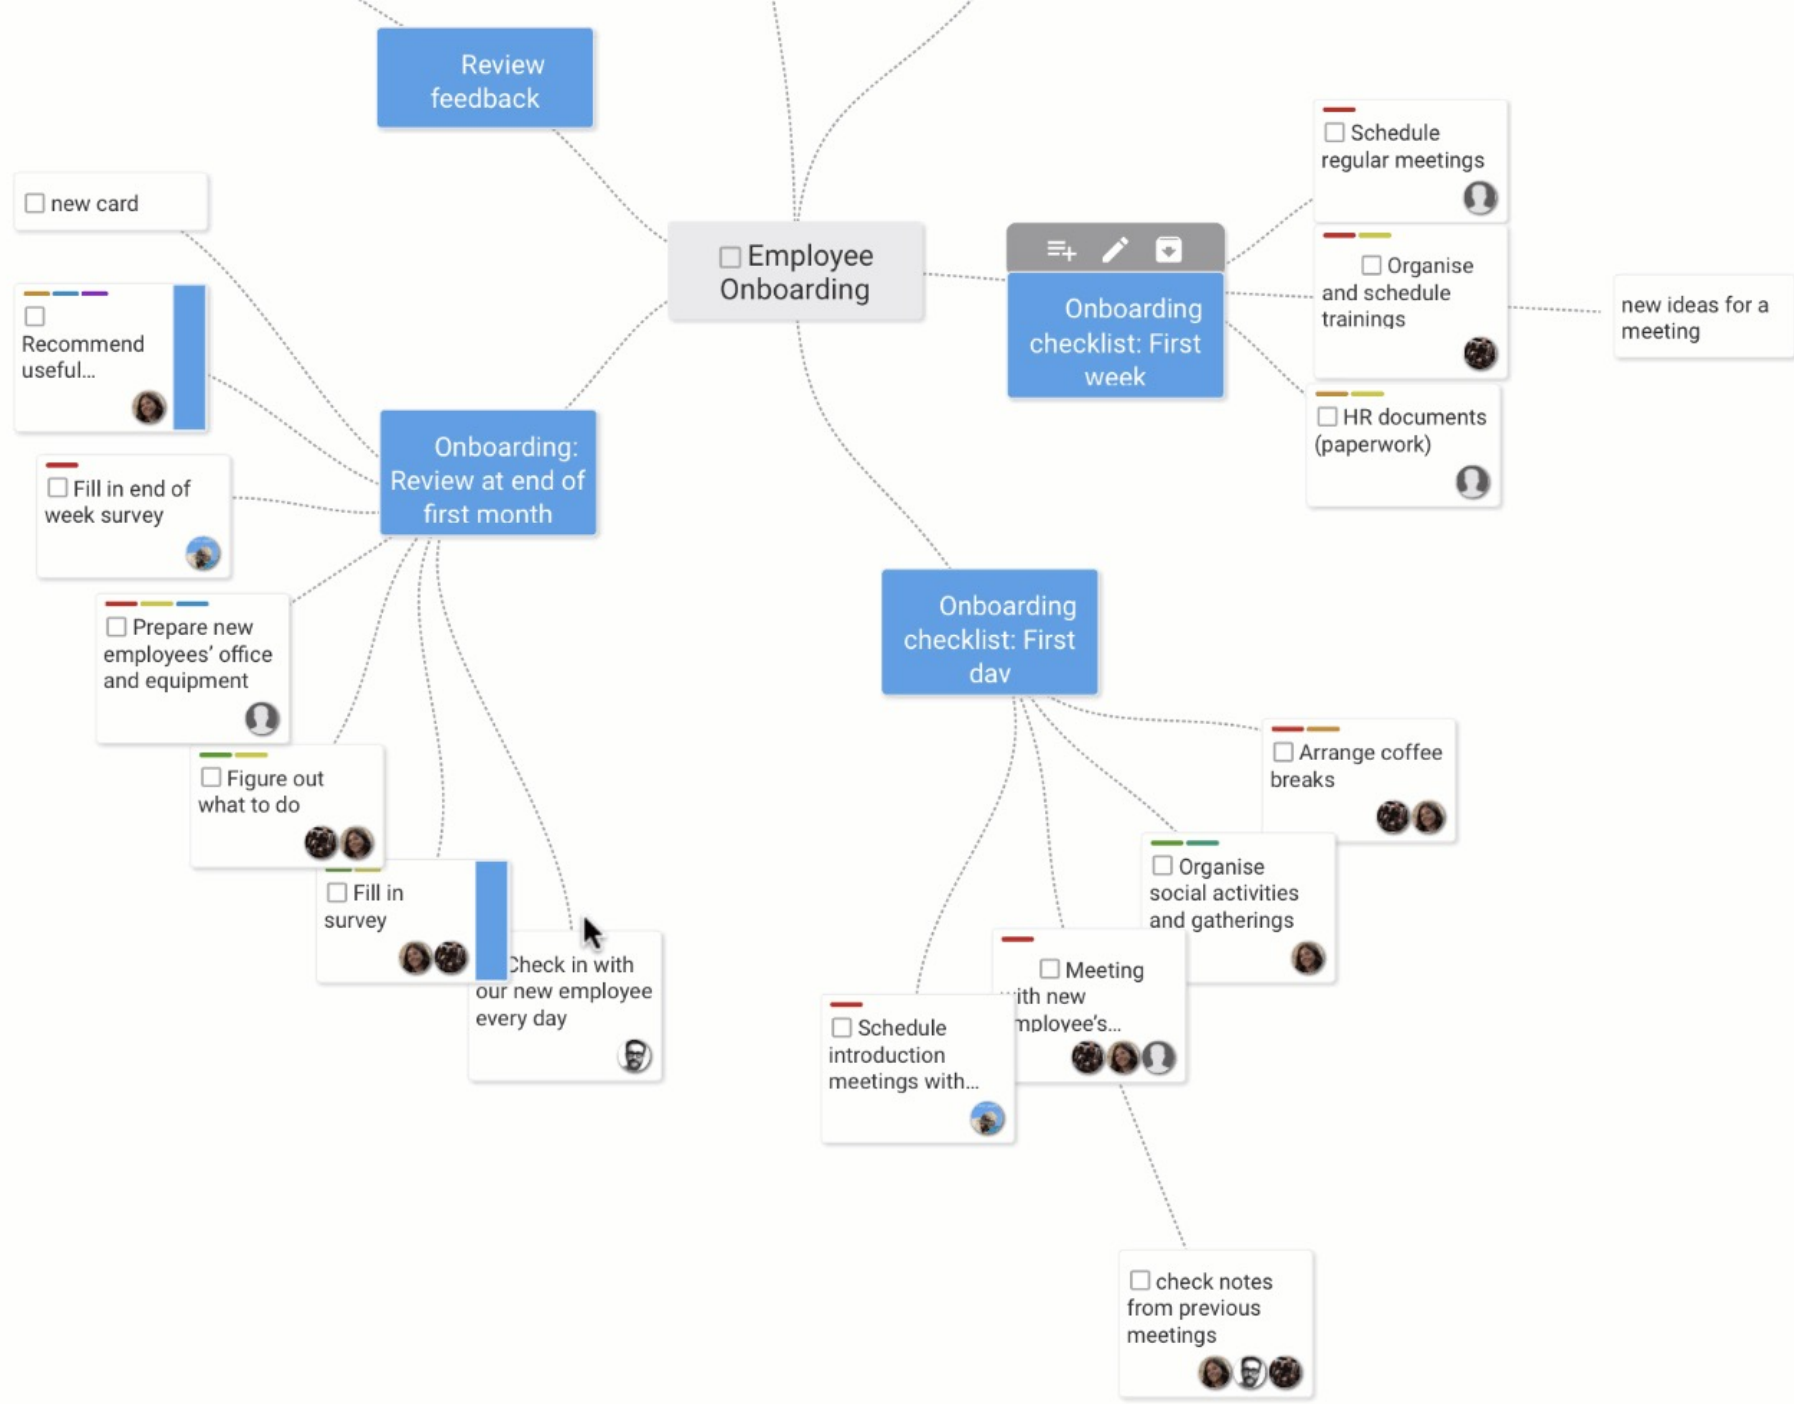 Review
feedback
new card
Recommend
useful...
Fill in end of
week survey
Prepare new
employees’ office
and equipment
Figure out
what to do
Fill in
survey
Check in with
our new employee
every day
Onboarding:
Review at end of
first month
Employee
Onboarding
Onboarding
checklist: First
week
Schedule
regular meetings
Organise
and schedule
trainings
new ideas for a
meeting
HR documents
(paperwork)
Onboarding
checklist: First
day
Arrange coffee
breaks
Organise
social activities
and gatherings
Meeting
with new
employee’s...
Schedule
introduction
meetings with...
check notes
from previous
meetings